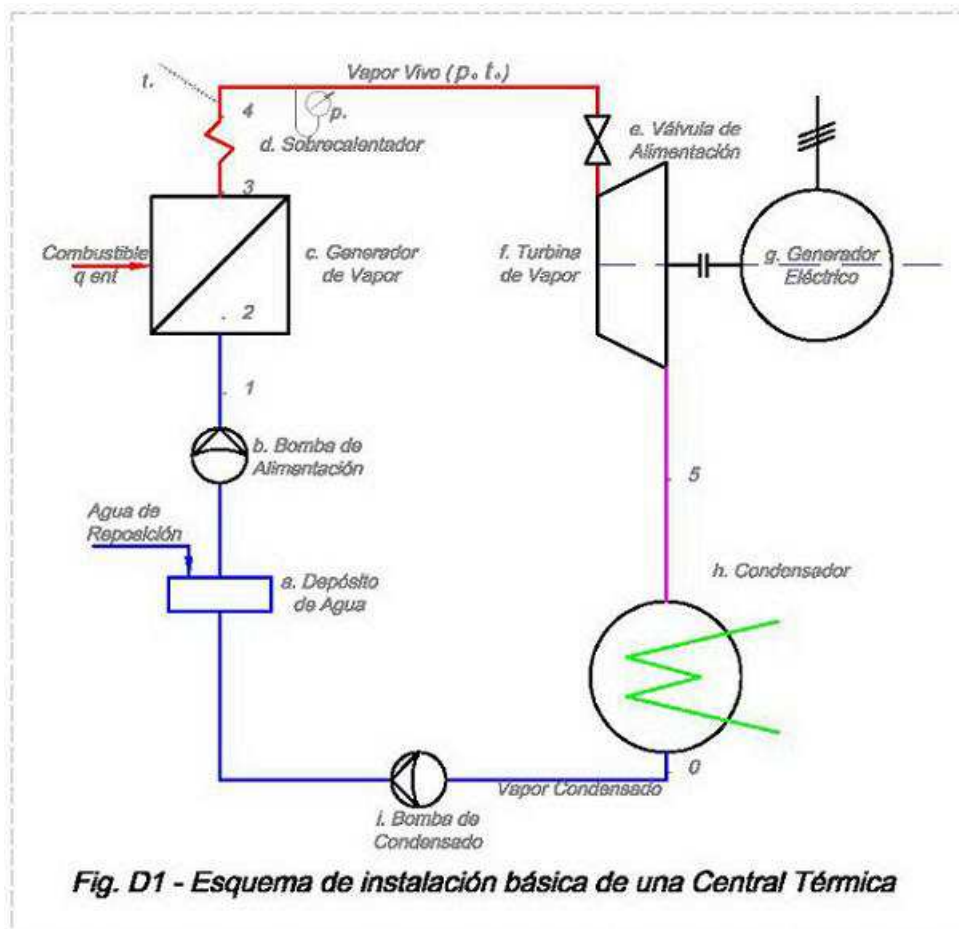 Vapor Vivo (p. t.)
t.
4
p.
d. Sobrecalentador
e. Válvula de
Alimentación
3
Combustible
q ent
c. Generador
de Vapor
f. Turbina
de Vapor
g. Generador
Eléctrico
2
1
b. Bomba de
Alimentación
5
Agua de
Reposición
a. Depósito
de Agua
h. Condensador
0
Vapor Condensado
i. Bomba de
Condensado
Fig. D1 - Esquema de instalación básica de una Central Térmica